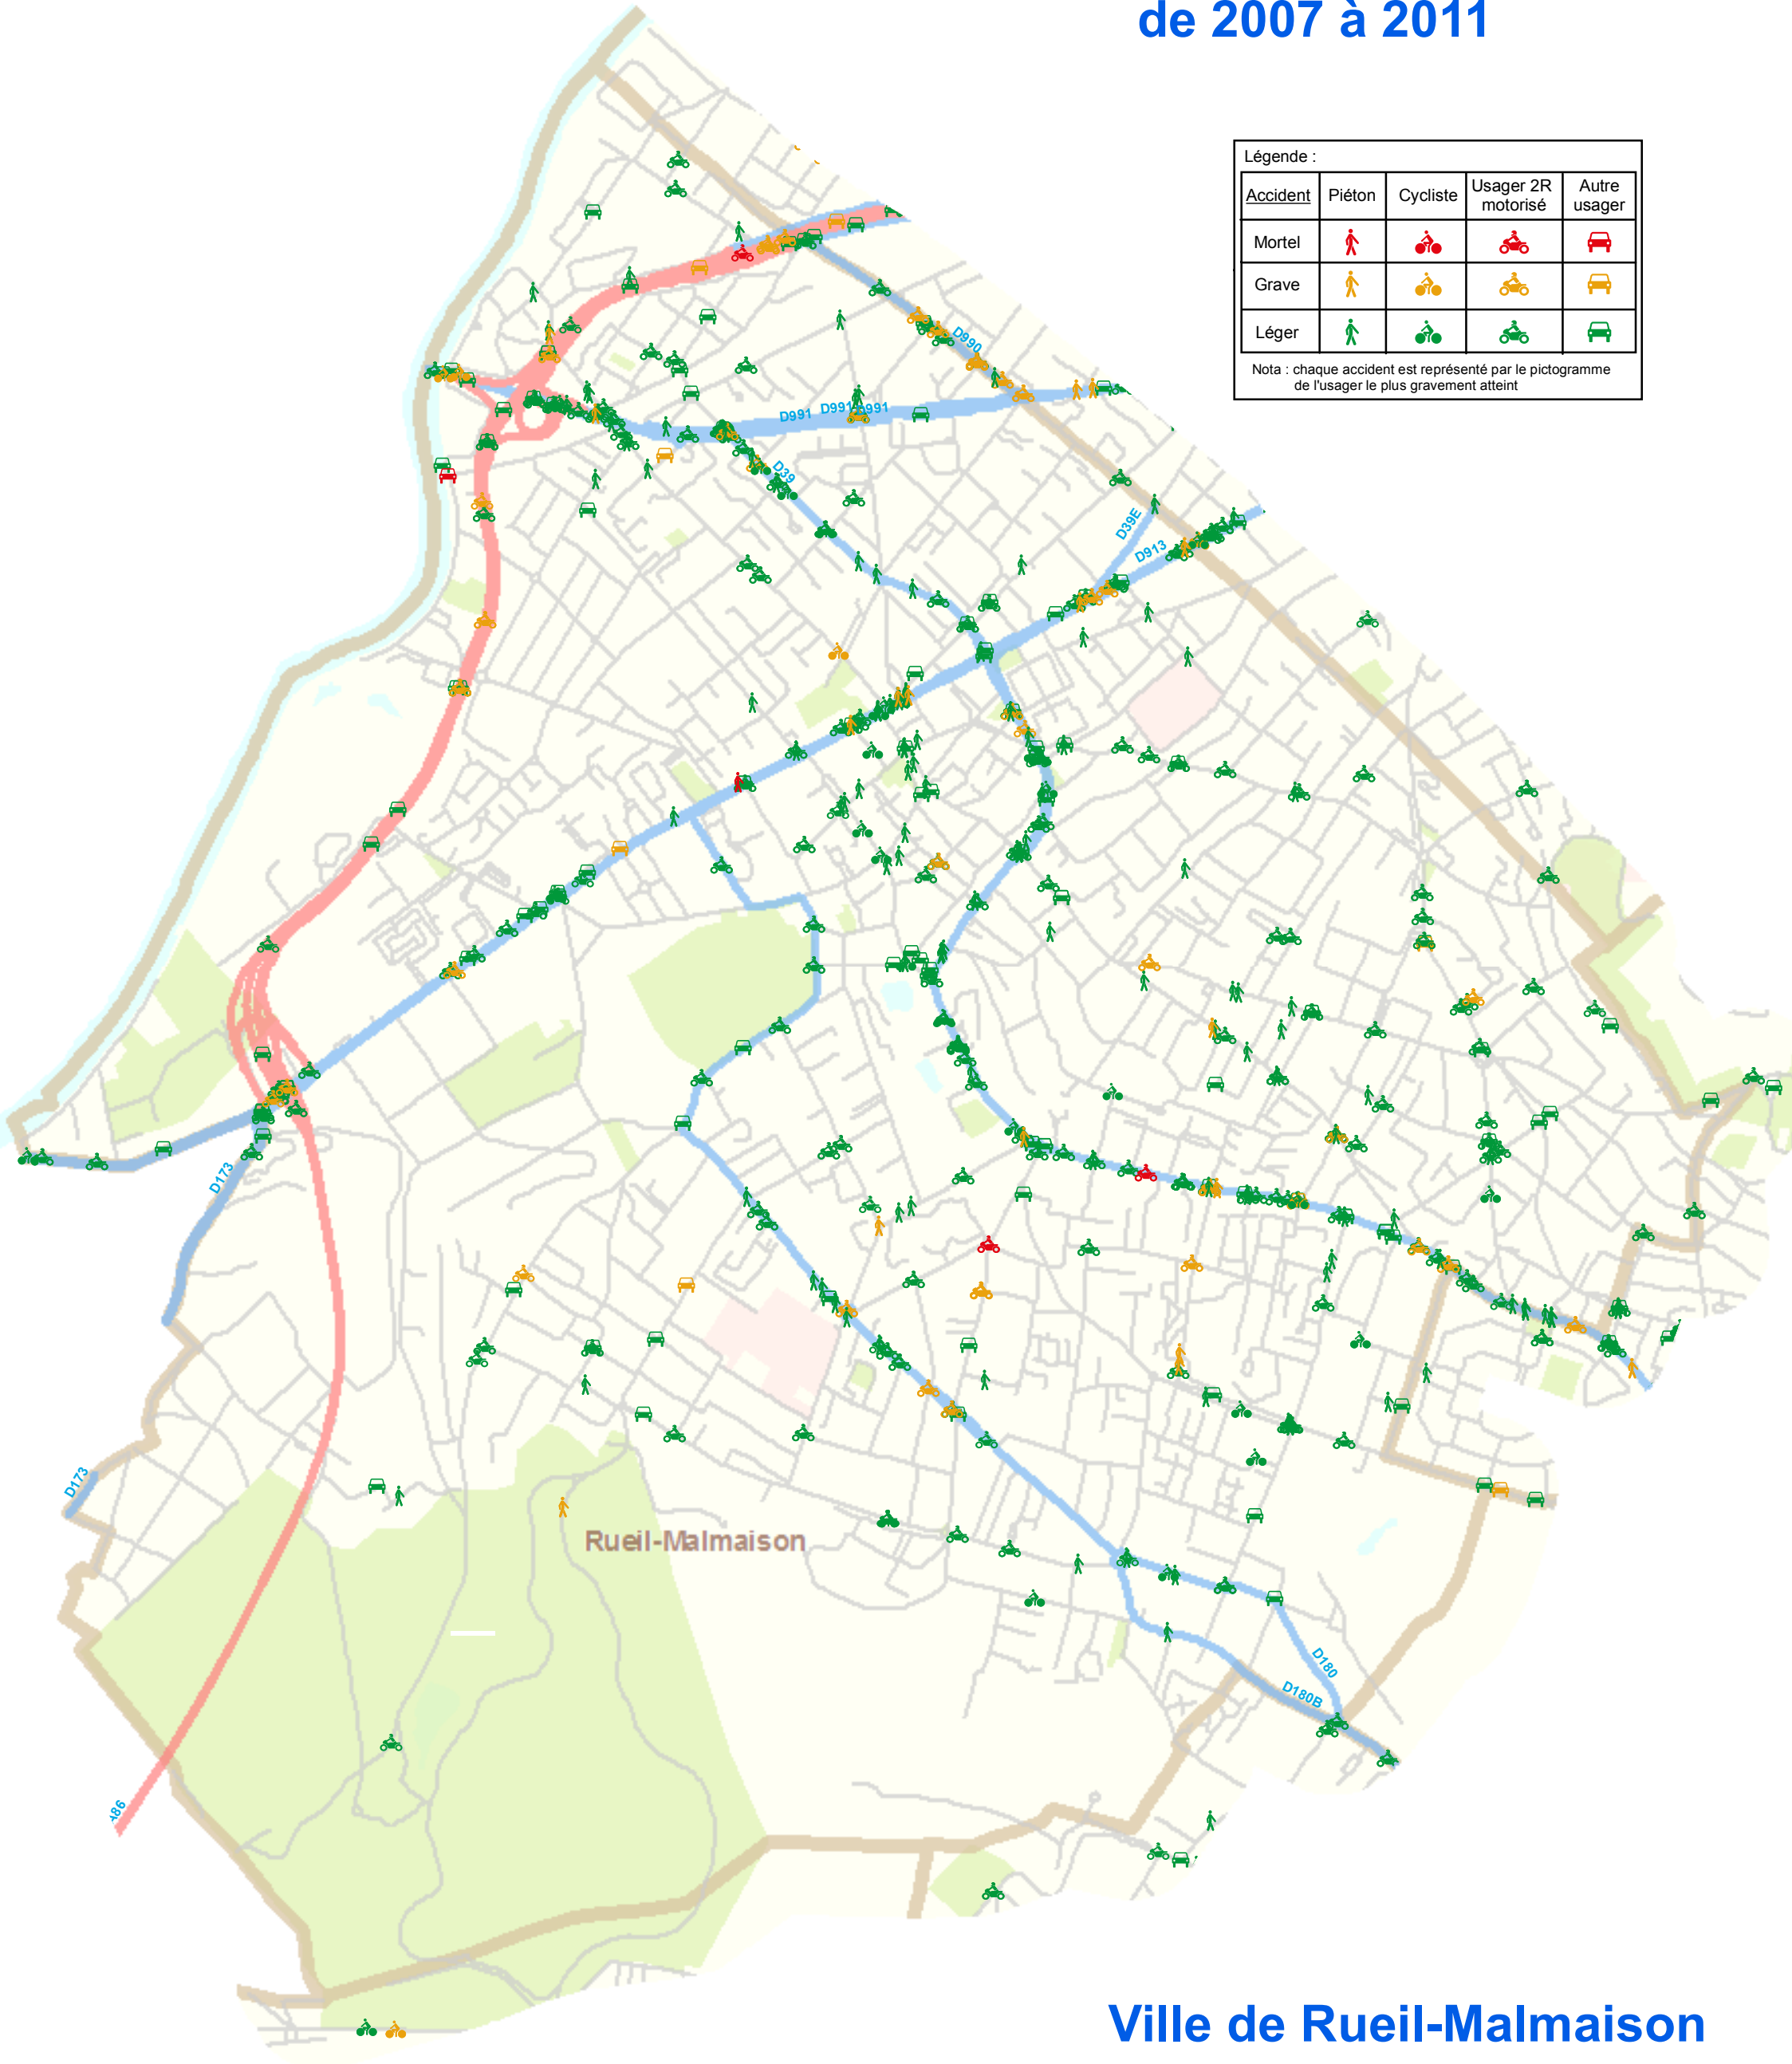 de 2007 à 2011
Légende :
Accident Piéton Cycliste Usager 2R motorisé Autre usager
Mortel
Grave
Léger
Nota : chaque accident est représenté par le pictogramme
de l'usager le plus gravement atteint
D990
D991 D991 D991
D39
D39E
D913
D173
D173
Rueil-Malmaison
D180
D180B
A86
Ville de Rueil-Malmaison